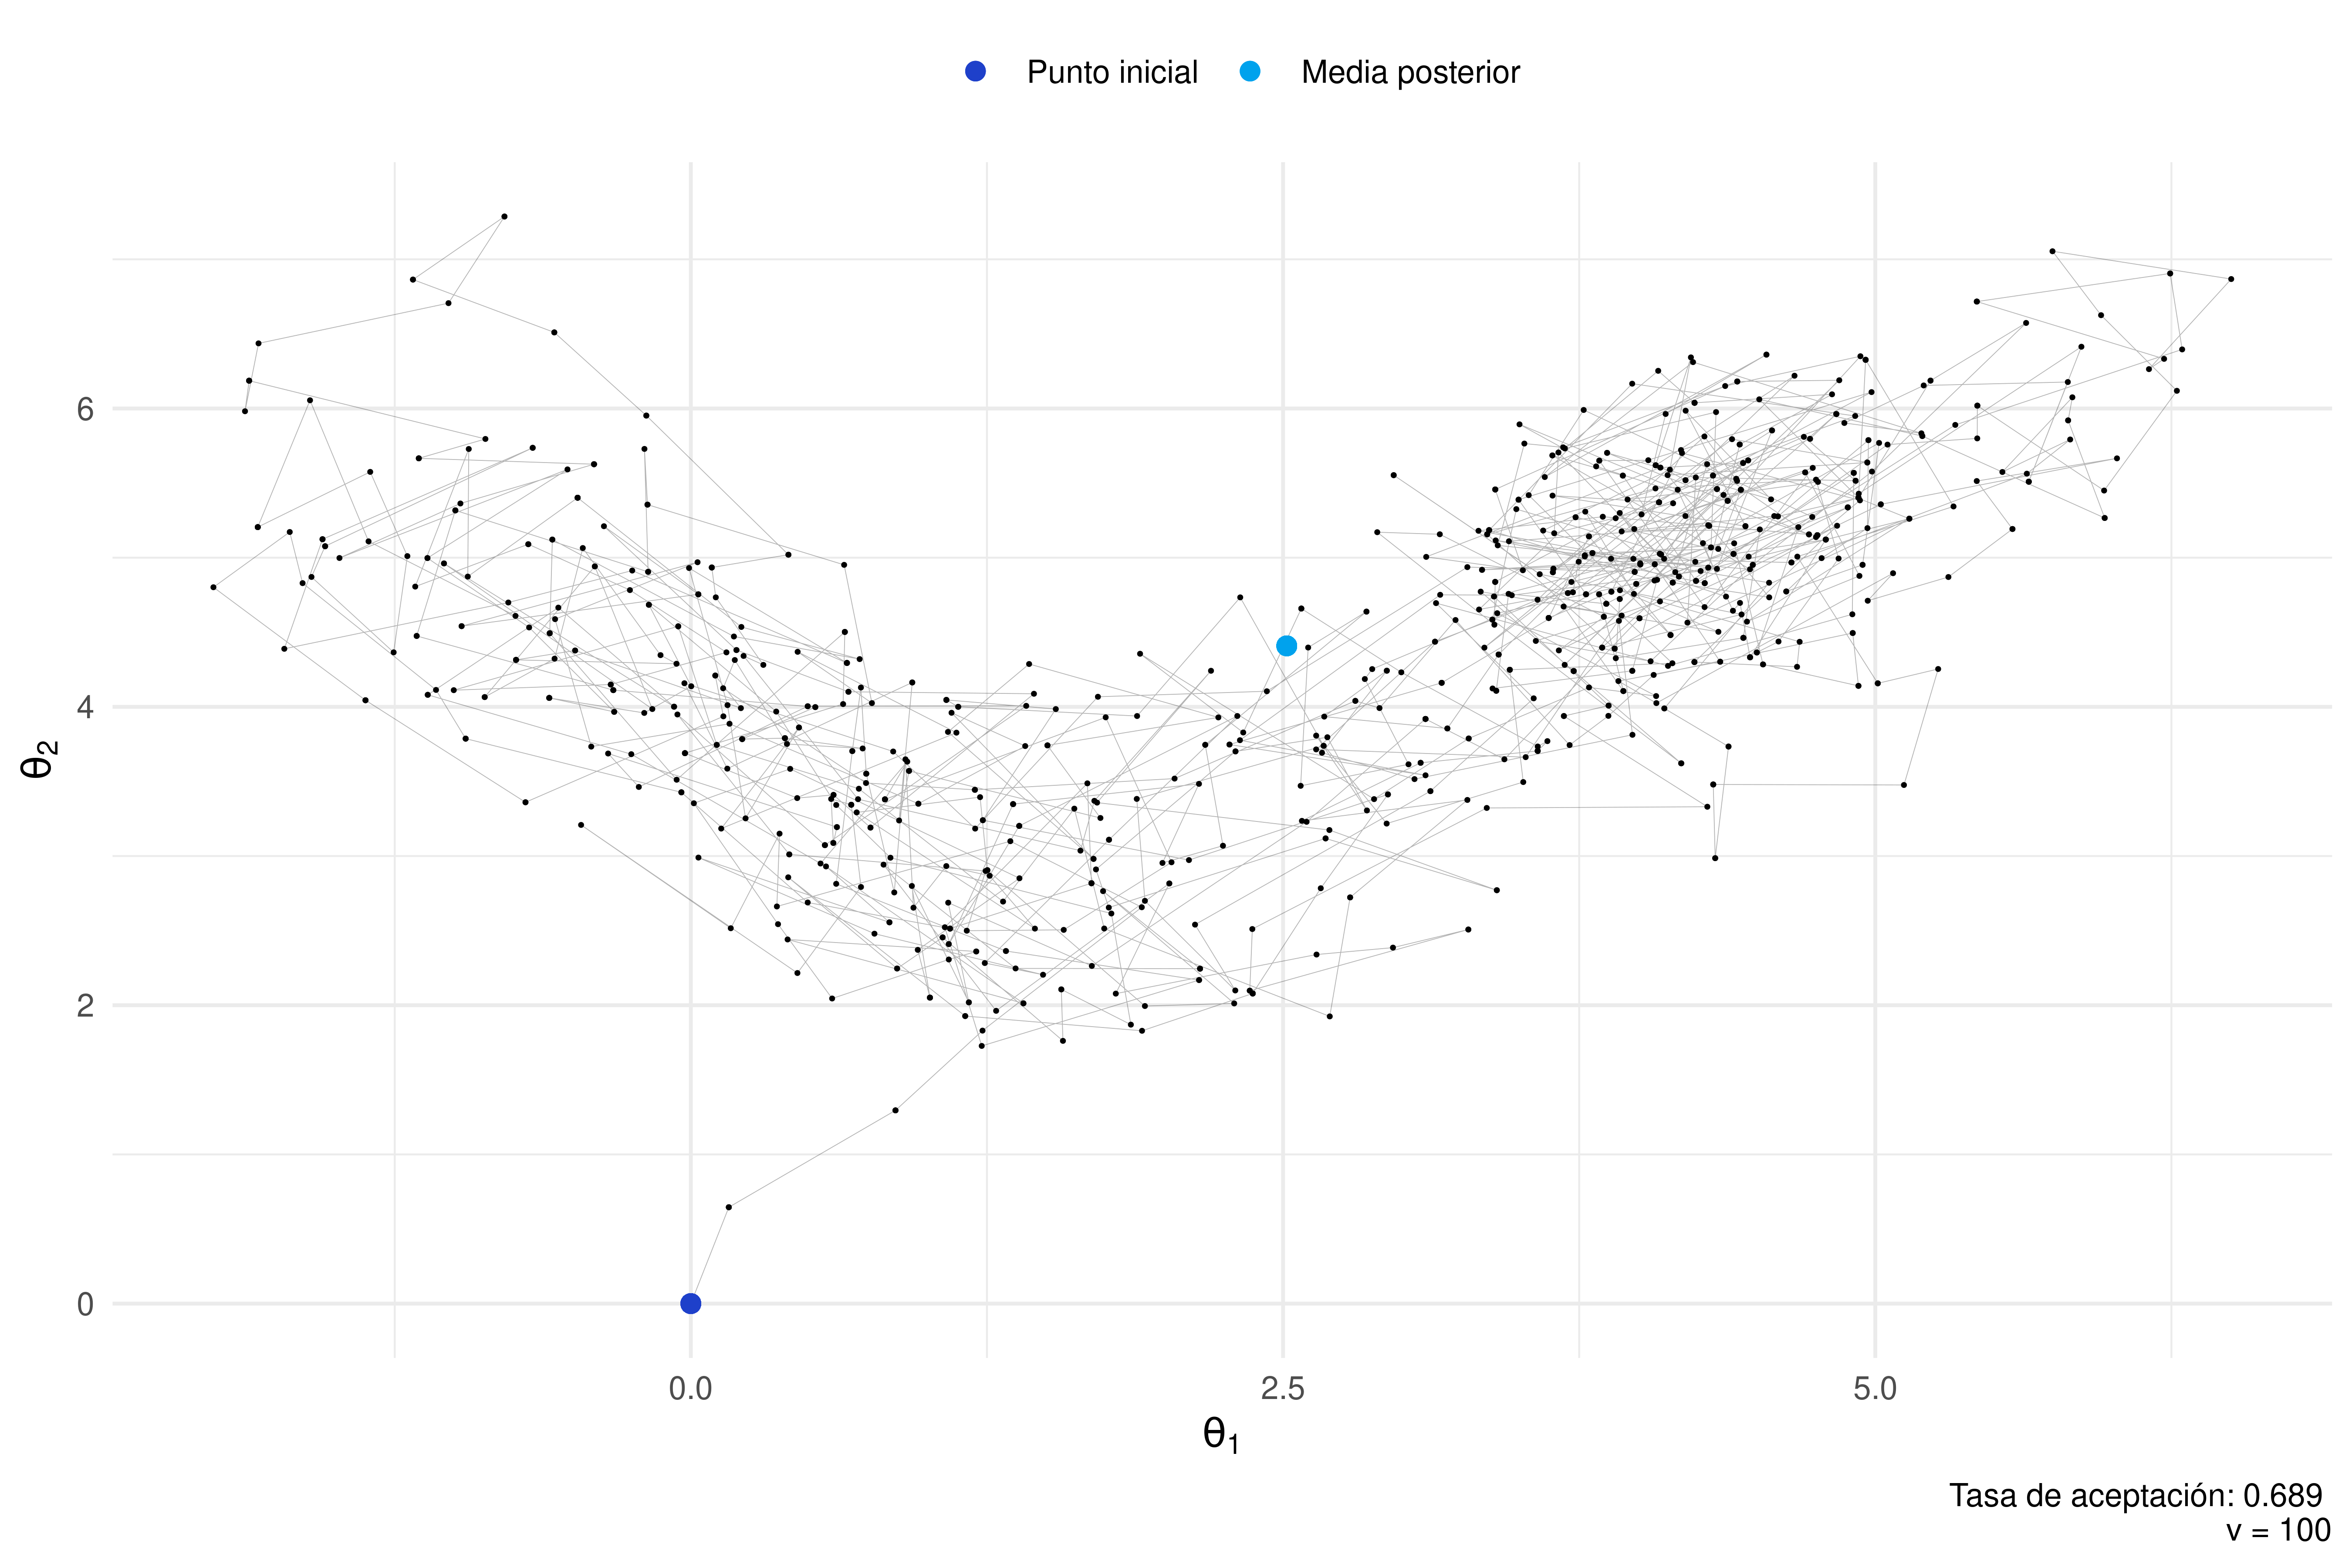 Punto inicial Media posterior
6
4
2
0
θ₂
0.0 2.5 5.0
θ₁
Tasa de aceptación: 0.689
v = 100